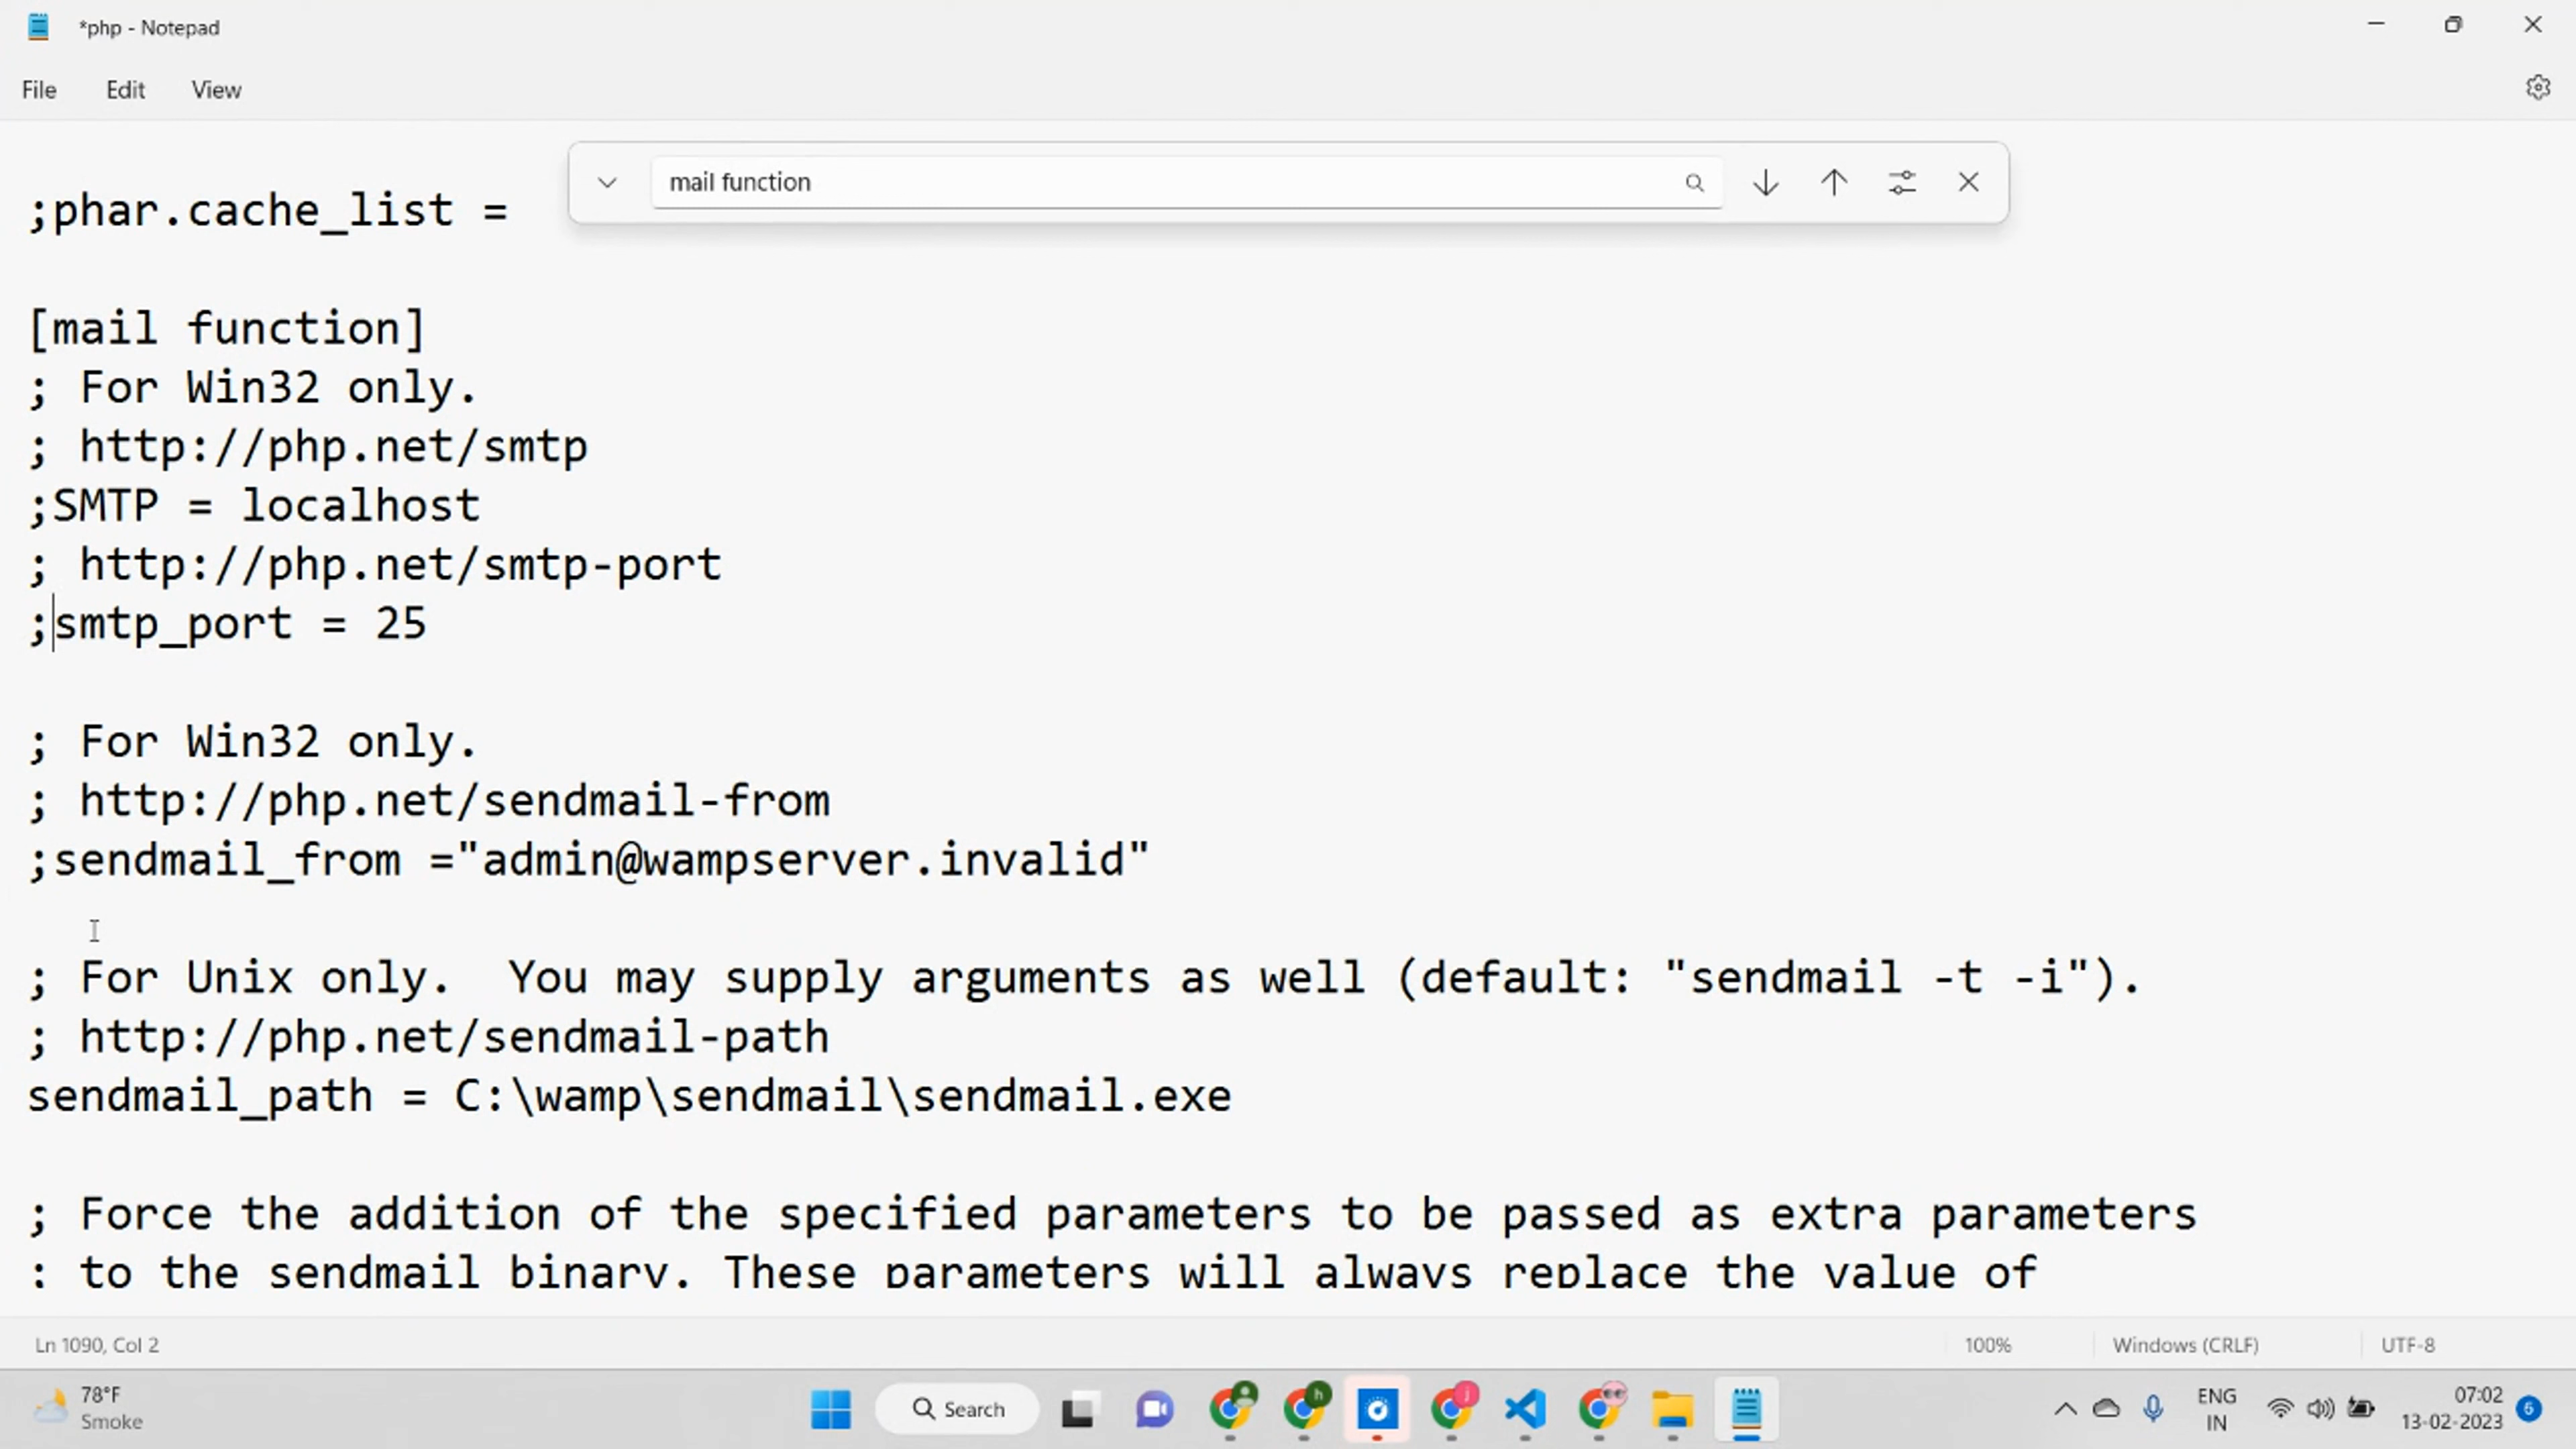 *php - Notepad
File Edit View
mail function
;phar.cache_list =
[mail function]
; For Win32 only.
; http://php.net/smtp
;SMTP = localhost
; http://php.net/smtp-port
;smtp_port = 25
; For Win32 only.
; http://php.net/sendmail-from
;sendmail_from ="admin@wampserver.invalid"
; For Unix only.  You may supply arguments as well (default: "sendmail -t -i").
; http://php.net/sendmail-path
sendmail_path = C:\wamp\sendmail\sendmail.exe
; Force the addition of the specified parameters to be passed as extra parameters
; to the sendmail binary. These parameters will always replace the value of
Ln 1090, Col 2 100% Windows (CRLF) UTF-8
78°F
Smoke
Search
h
j
ENG
IN
07:02
13-02-2023
6